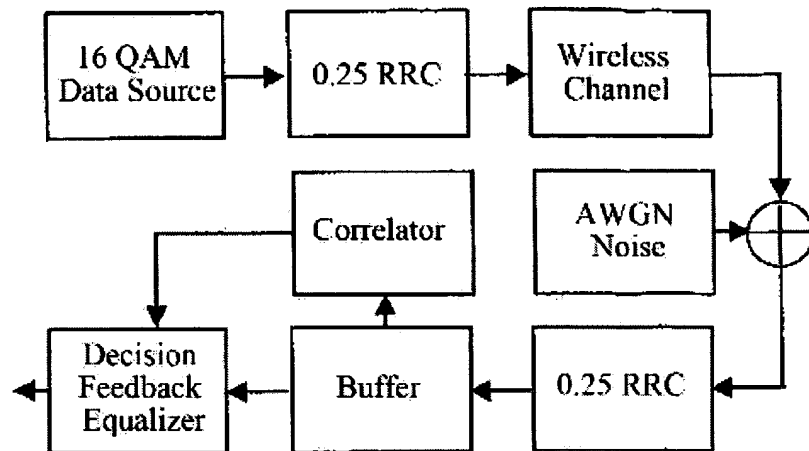 16 QAM
Data Source
0.25 RRC
Wireless
Channel
Correlator
AWGN
Noise
Decision
Feedback
Equalizer
Buffer
0.25 RRC